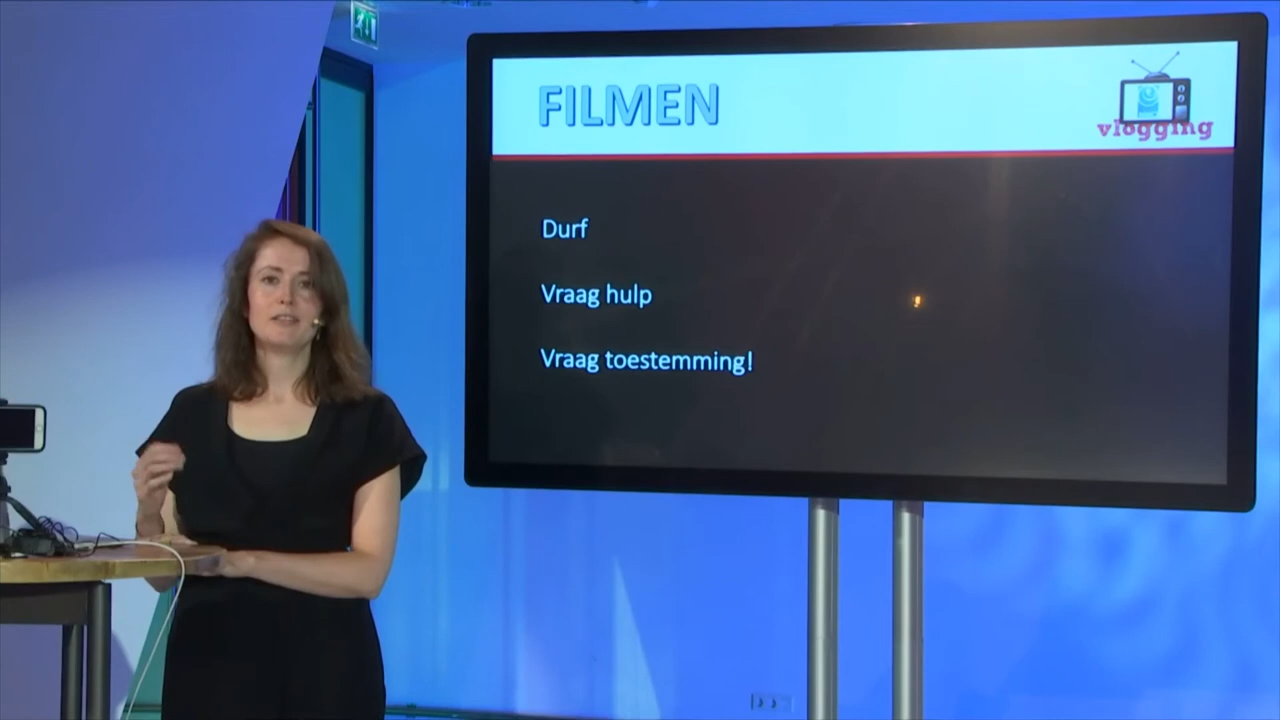 FILMEN
vlogging
Durf
Vraag hulp
Vraag toestemming!